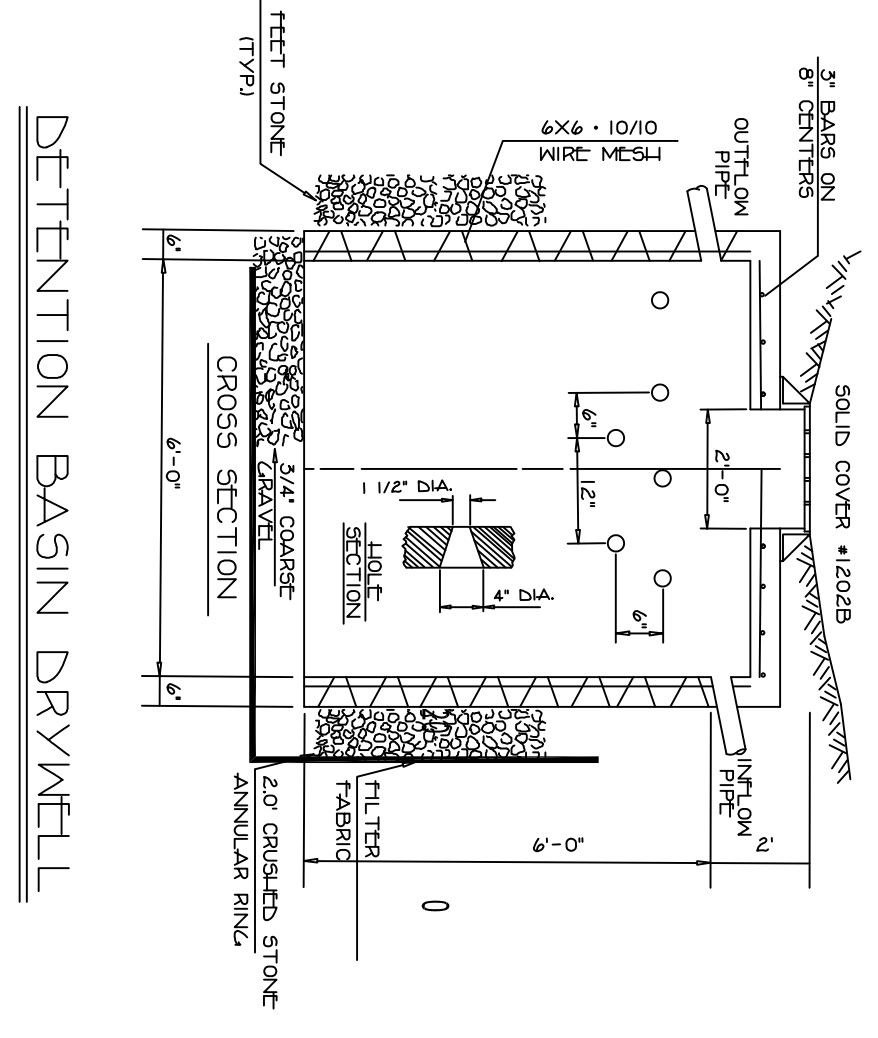 3" BARS ON
8" CENTERS
OUTFLOW
PIPE
6X6 • 10/10
WIRE MESH
FEET STONE
(TYP.)
SOLID COVER #1202B
2'-0"
6"
12"
6"
1 1/2" DIA.
4" DIA.
HOLE
SECTION
3/4" COARSE
GRAVEL
CROSS SECTION
6"
6'-0"
6"
INFLOW
PIPE
2'
6'-0"
0
FILTER
FABRIC
2.0' CRUSHED STONE
ANNULAR RING
DETENTION BASIN DRYWELL